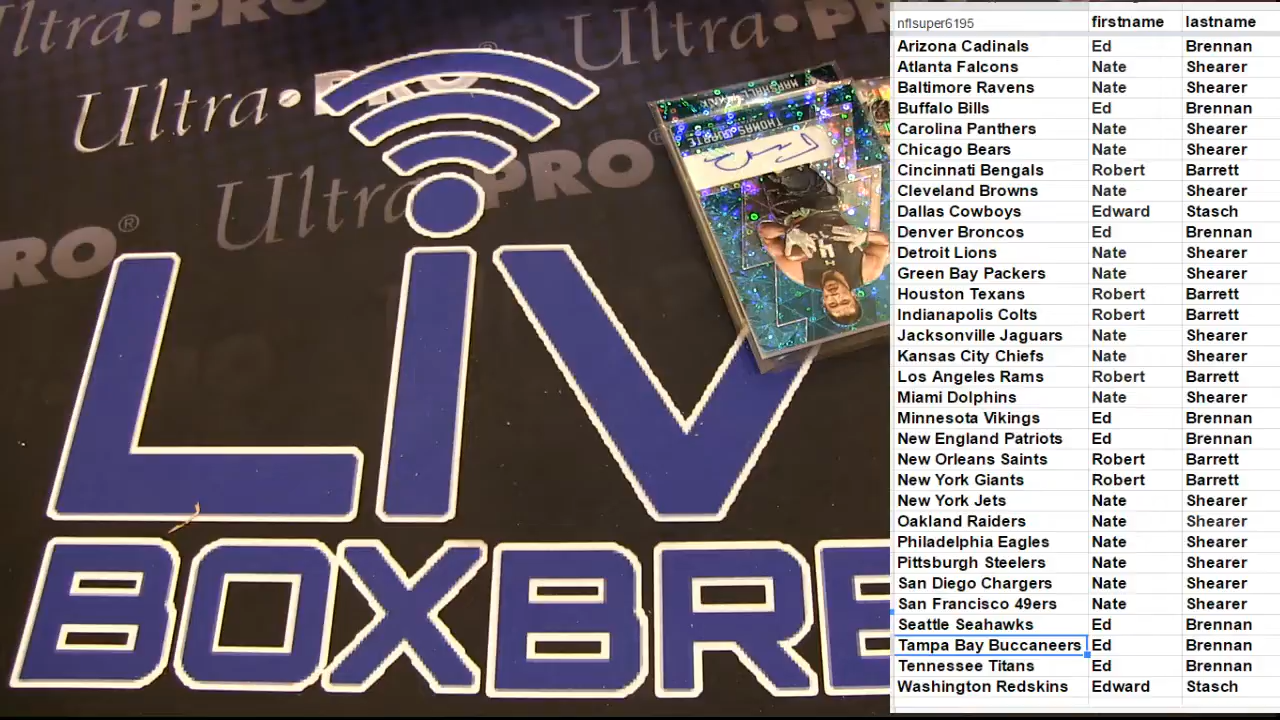 Ultra•PRO
Ultra•PRO
Ultra•PRO
Ultra PRO
PRO®
LiV
BOXBRE
MARSHALL FAULK
THOMAS DUARTE
nflsuper6195 firstname lastname
Arizona Cadinals Ed Brennan
Atlanta Falcons Nate Shearer
Baltimore Ravens Nate Shearer
Buffalo Bills Ed Brennan
Carolina Panthers Nate Shearer
Chicago Bears Nate Shearer
Cincinnati Bengals Robert Barrett
Cleveland Browns Nate Shearer
Dallas Cowboys Edward Stasch
Denver Broncos Ed Brennan
Detroit Lions Nate Shearer
Green Bay Packers Nate Shearer
Houston Texans Robert Barrett
Indianapolis Colts Robert Barrett
Jacksonville Jaguars Nate Shearer
Kansas City Chiefs Nate Shearer
Los Angeles Rams Robert Barrett
Miami Dolphins Nate Shearer
Minnesota Vikings Ed Brennan
New England Patriots Ed Brennan
New Orleans Saints Robert Barrett
New York Giants Robert Barrett
New York Jets Nate Shearer
Oakland Raiders Nate Shearer
Philadelphia Eagles Nate Shearer
Pittsburgh Steelers Nate Shearer
San Diego Chargers Nate Shearer
San Francisco 49ers Nate Shearer
Seattle Seahawks Ed Brennan
Tampa Bay Buccaneers Ed Brennan
Tennessee Titans Ed Brennan
Washington Redskins Edward Stasch